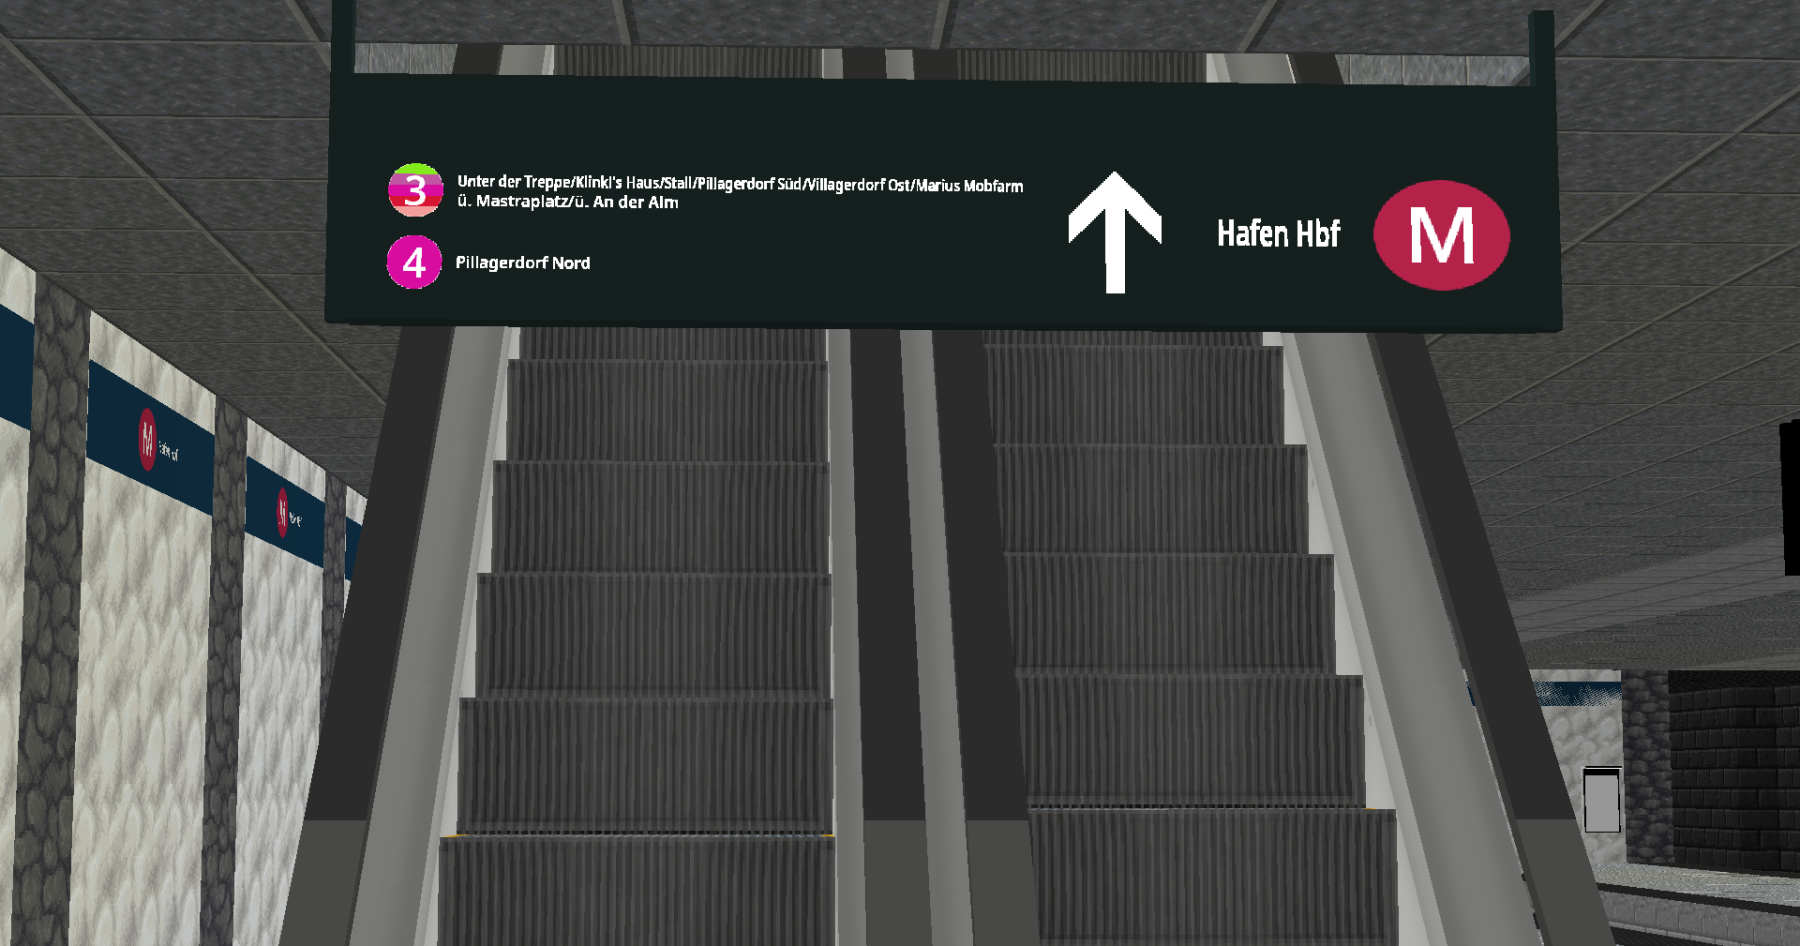 3 Unter der Treppe/Klinkl's Haus/Stall/Pillagerdorf Süd/Villagerdorf Ost/Marius Mobfarm
ü. Mastraplatz/ü. An der Alm
4 Pillagerdorf Nord
Hafen Hbf M
M
M